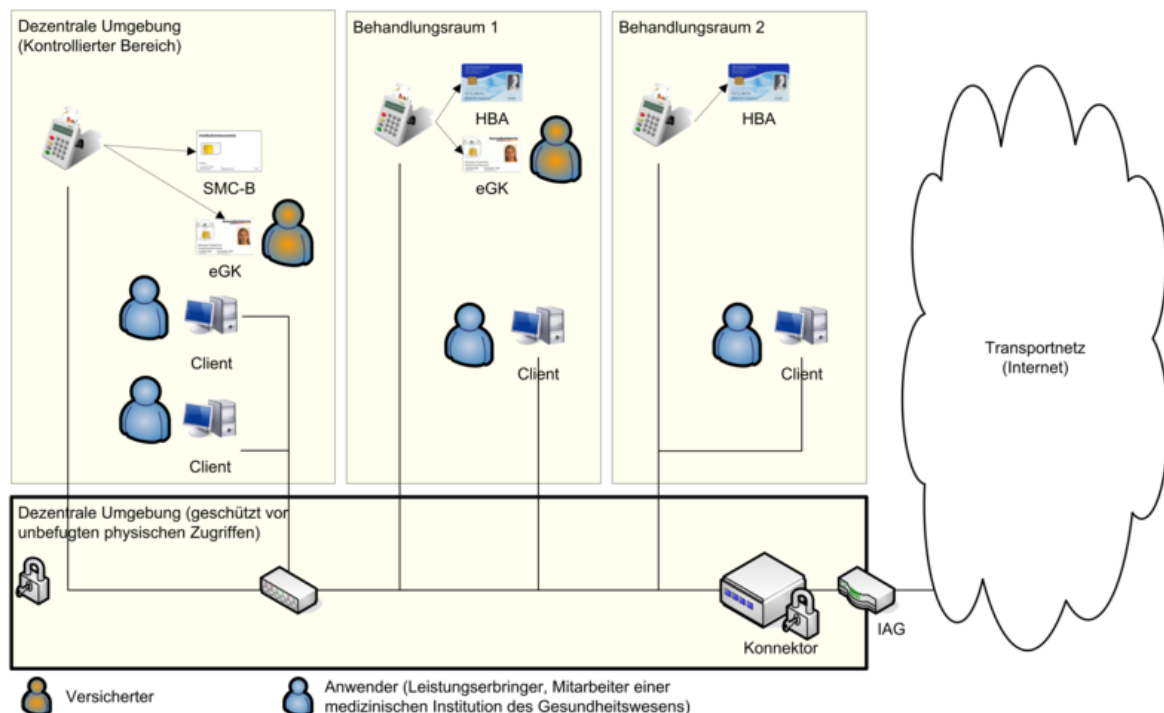 Dezentrale Umgebung
(Kontrollierter Bereich)
SMC-B
eGK
Client
Client
Behandlungsraum 1
HBA
eGK
Client
Behandlungsraum 2
HBA
Client
Transportnetz
(Internet)
Dezentrale Umgebung (geschützt vor
unbefugten physischen Zugriffen)
Konnektor
IAG
Versicherter
Anwender (Leistungserbringer, Mitarbeiter einer
medizinischen Institution des Gesundheitswesens)